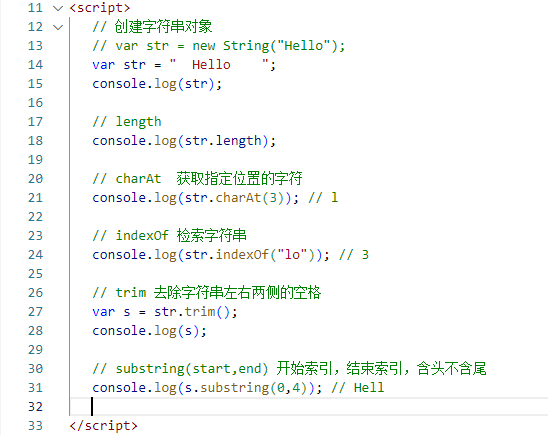 11 <script>
12 // 创建字符串对象
13 // var str = new String("Hello");
14 var str = "  Hello    ";
15 console.log(str);
16
17 // length
18 console.log(str.length);
19
20 // charAt  获取指定位置的字符
21 console.log(str.charAt(3)); // l
22
23 // indexOf 检索字符串
24 console.log(str.indexOf("lo")); // 3
25
26 // trim 去除字符串左右两侧的空格
27 var s = str.trim();
28 console.log(s);
29
30 // substring(start,end) 开始索引，结束索引，含头不含尾
31 console.log(s.substring(0,4)); // Hell
32
33 </script>